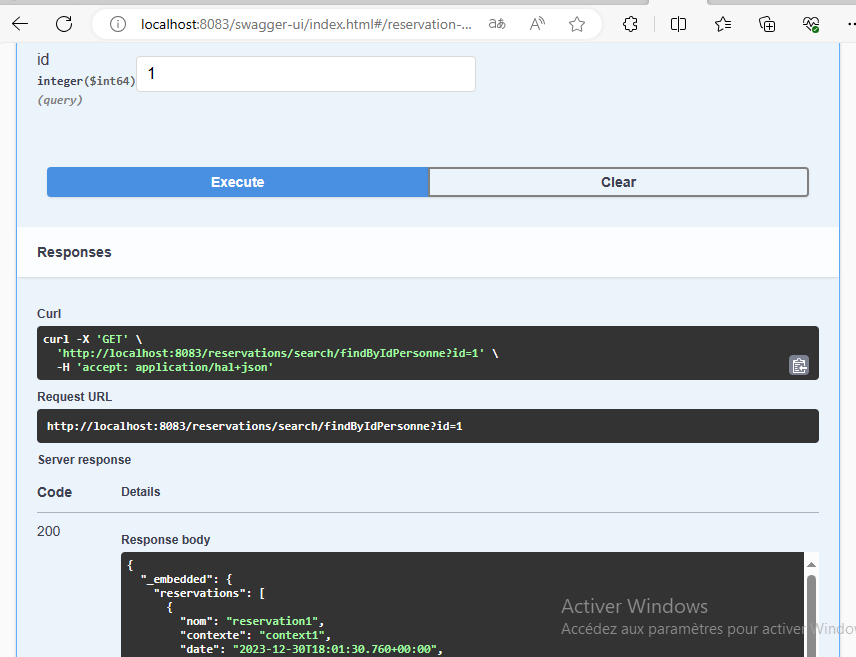 localhost:8083/swagger-ui/index.html#/reservation-...
id
1
integer($int64)
(query)
Execute
Clear
Responses
Curl
curl -X 'GET' \
'http://localhost:8083/reservations/search/findByIdPersonne?id=1' \
-H 'accept: application/hal+json'
Request URL
http://localhost:8083/reservations/search/findByIdPersonne?id=1
Server response
Code
Details
200
Response body
{
"_embedded": {
"reservations": [
{
"nom": "reservation1",
"contexte": "context1",
"date": "2023-12-30T18:01:30.760+00:00",
Activer Windows
Accédez aux paramètres pour activer Windo